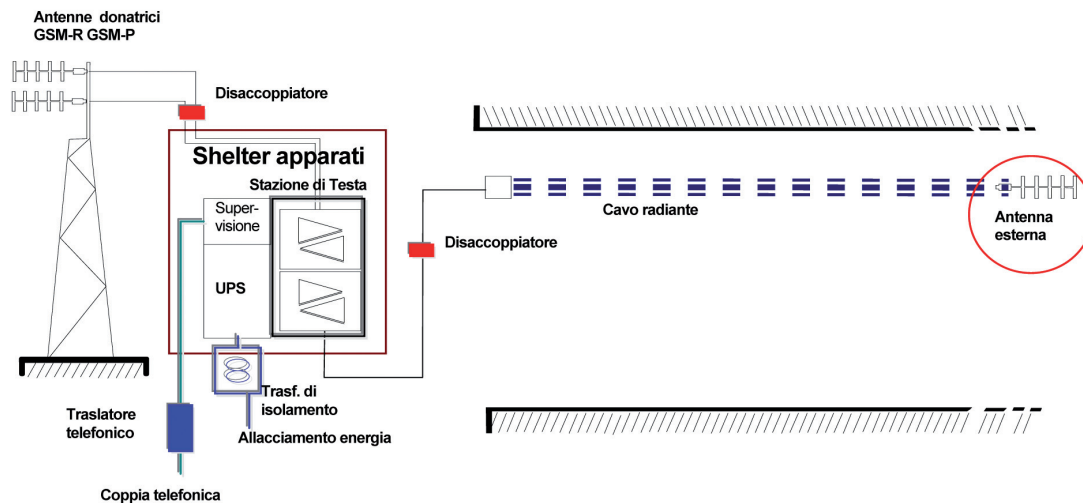 Antenne donatrici
GSM-R GSM-P
Disaccoppiatore
Shelter apparati
Stazione di Testa
Super-
visione
UPS
Trasf. di
isolamento
Allacciamento energia
Traslatore
telefonico
Coppia telefonica
Disaccoppiatore
Cavo radiante
Antenna
esterna